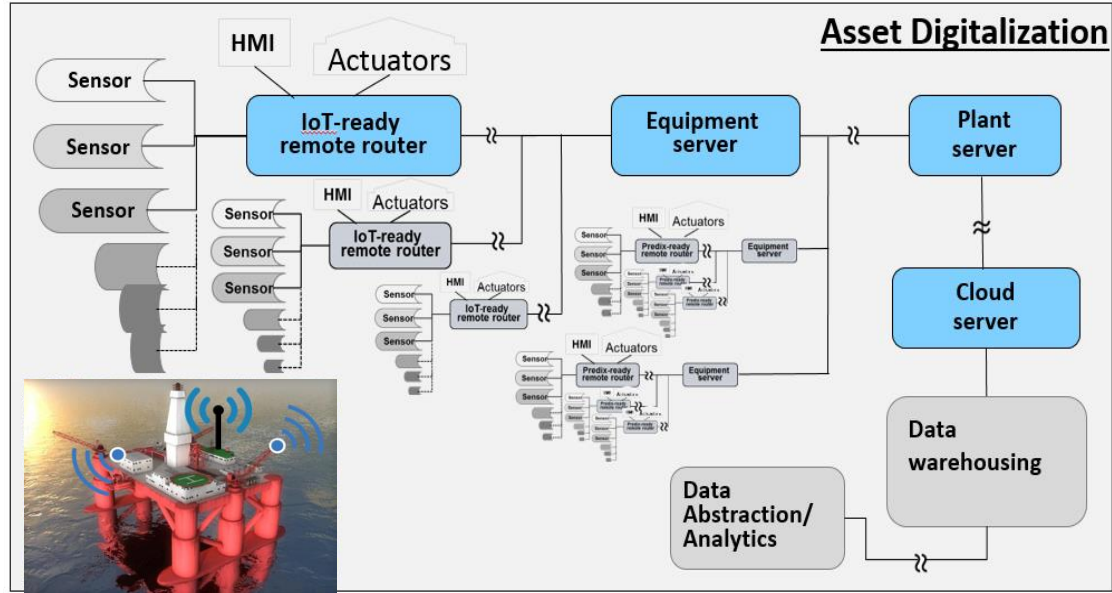 Asset Digitalization
HMI
Actuators
Sensor
Sensor
Sensor
IoT-ready
remote router
Equipment
server
Plant
server
HMI
Actuators
Sensor
Sensor
Sensor
IoT-ready
remote router
HMI
Actuators
Sensor
Sensor
Sensor
IoT-ready
remote router
HMI
Actuators
Sensor
Sensor
Sensor
Predix-ready
remote router
Equipment
server
HMI
Actuators
Sensor
Sensor
Sensor
Predix-ready
remote router
Equipment
server
Cloud
server
Data
warehousing
Data
Abstraction/
Analytics
H